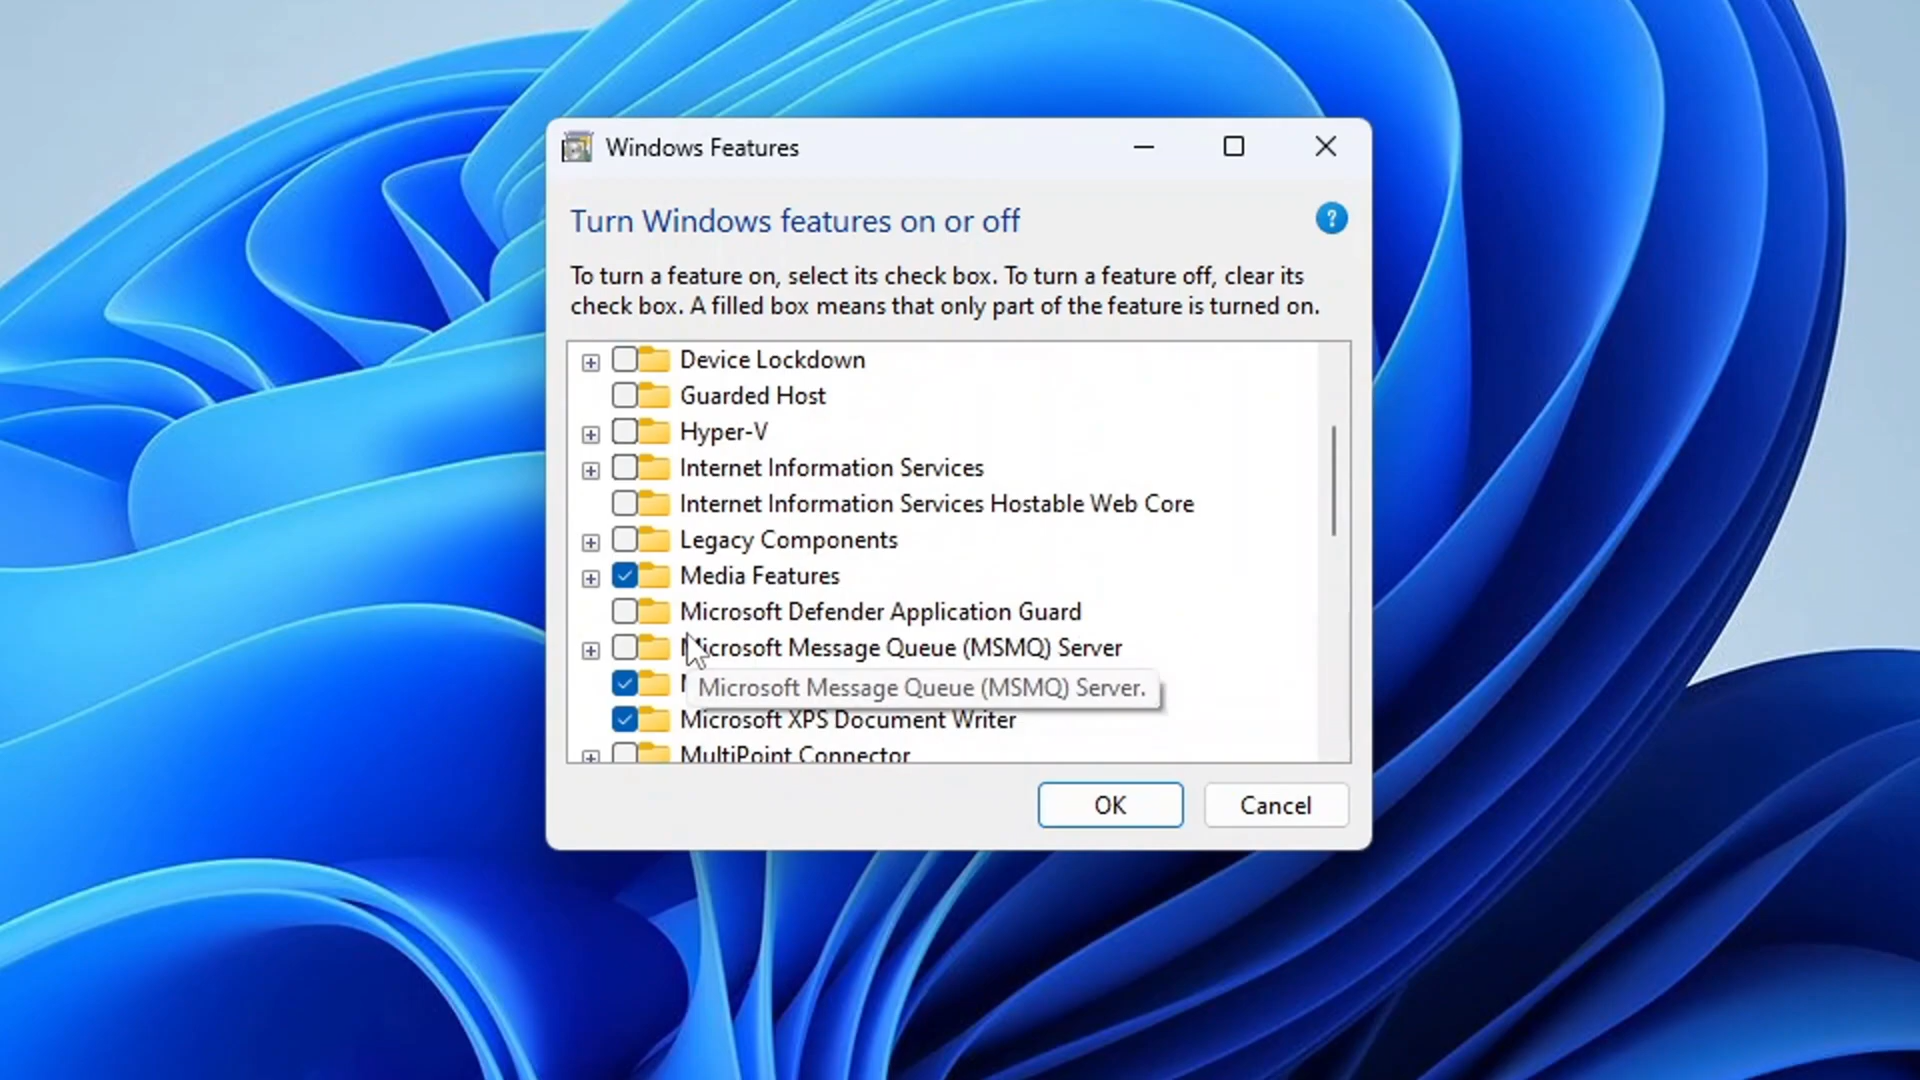 Windows Features
Turn Windows features on or off
?
To turn a feature on, select its check box. To turn a feature off, clear its
check box. A filled box means that only part of the feature is turned on.
Device Lockdown
Guarded Host
Hyper-V
Internet Information Services
Internet Information Services Hostable Web Core
Legacy Components
Media Features
Microsoft Defender Application Guard
Microsoft Message Queue (MSMQ) Server
Microsoft Message Queue (MSMQ) Server.
Microsoft XPS Document Writer
MultiPoint Connector
OK
Cancel